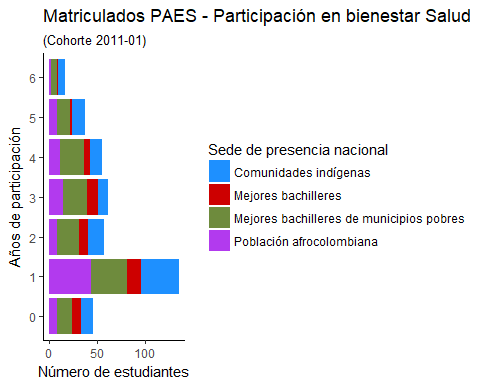 Matriculados PAES - Participación en bienestar Salud
(Cohorte 2011-01)
Años de participación
6
5
4
3
2
1
0
0 50 100
Número de estudiantes
Sede de presencia nacional
Comunidades indígenas
Mejores bachilleres
Mejores bachilleres de municipios pobres
Población afrocolombiana